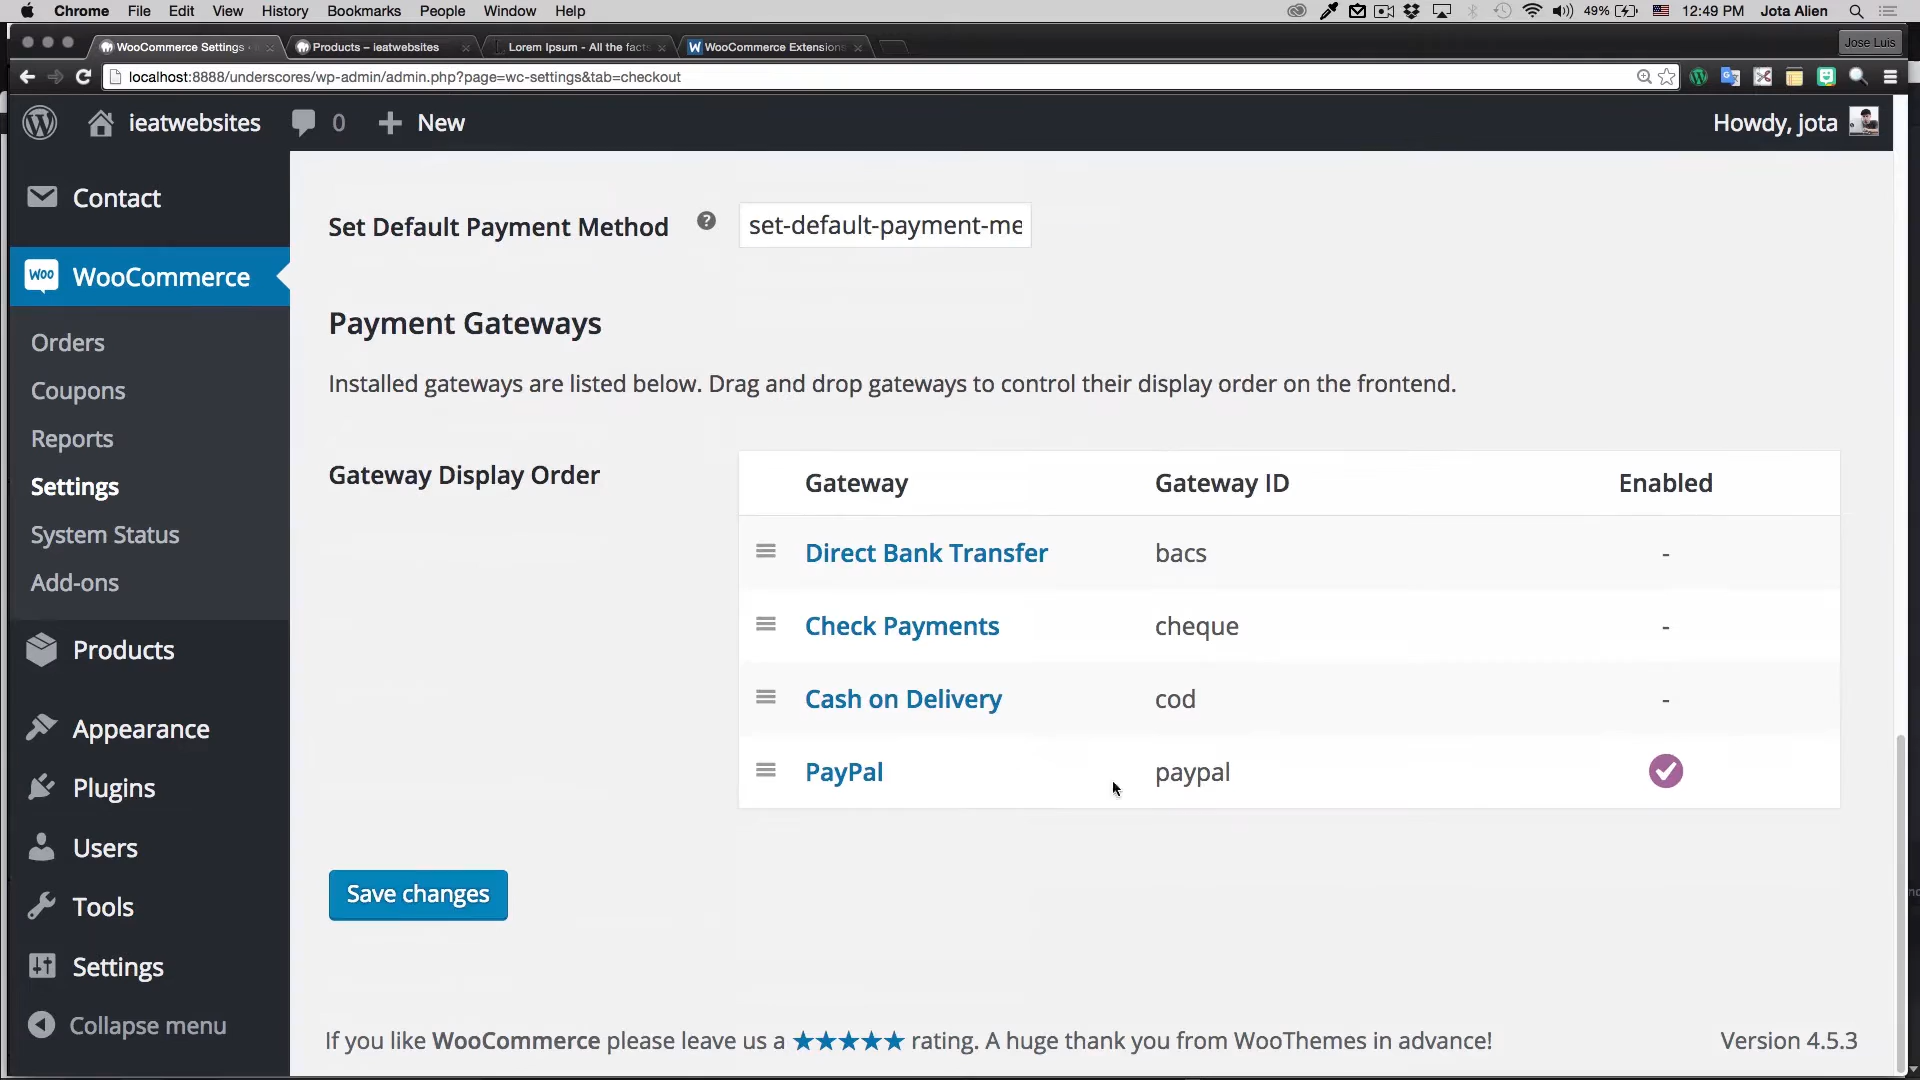 Chrome File Edit View History Bookmarks People Window Help 49% 12:49 PM Jota Alien
WooCommerce Settings - Products – ieatwebsites Lorem Ipsum - All the facts WooCommerce Extensions Jose Luis
localhost:8888/underscores/wp-admin/admin.php?page=wc-settings&tab=checkout
ieatwebsites 0 New Howdy, jota
Contact
WooCommerce
Orders
Coupons
Reports
Settings
System Status
Add-ons
Products
Appearance
Plugins
Users
Tools
Settings
Collapse menu
Set Default Payment Method ? set-default-payment-me
Payment Gateways
Installed gateways are listed below. Drag and drop gateways to control their display order on the frontend.
Gateway Display Order
Gateway Gateway ID Enabled
Direct Bank Transfer bacs -
Check Payments cheque -
Cash on Delivery cod -
PayPal paypal
Save changes
If you like WooCommerce please leave us a ★★★★★ rating. A huge thank you from WooThemes in advance! Version 4.5.3